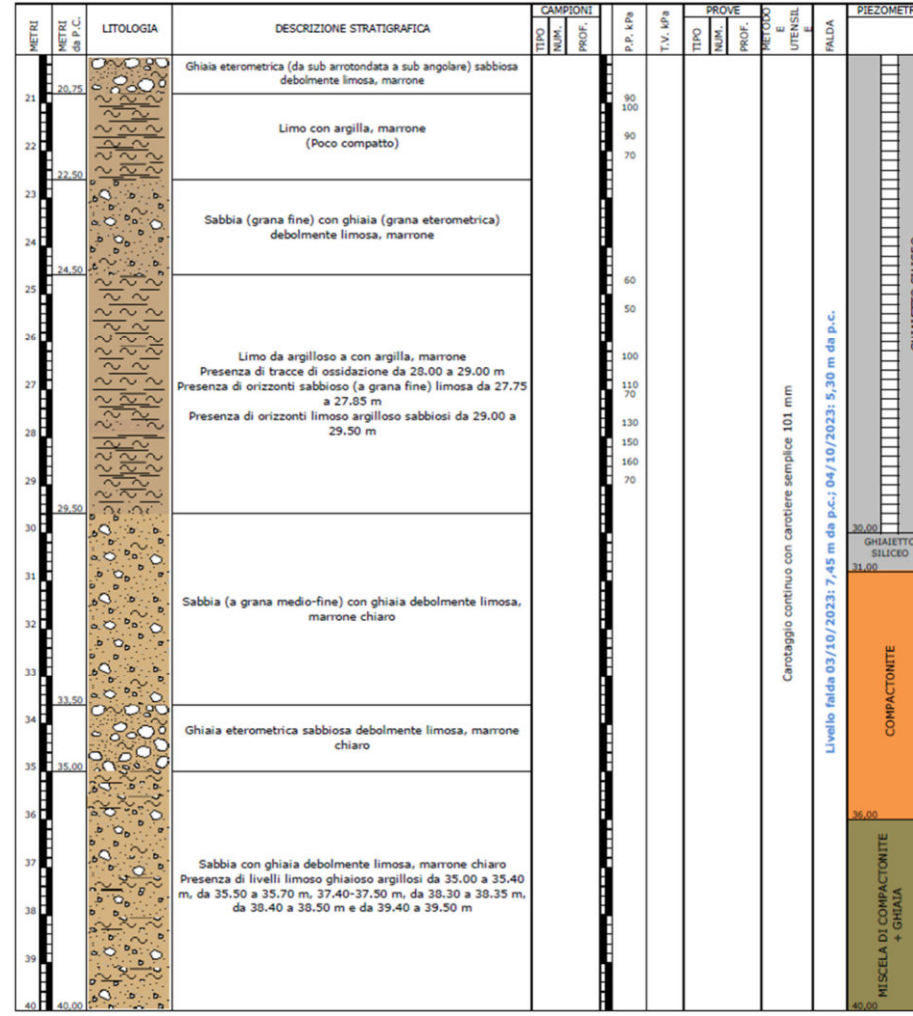 METRI
METRI da P.C.
LITOLOGIA
DESCRIZIONE STRATIGRAFICA
CAMPIONI
TIPO
NUM.
PROF.
P.P. kPa
T.V. kPa
PROVE
TIPO
NUM.
PROF.
METODO E UTENSIL E
FALDA
Ghiaia eterometrica (da sub arrotondata a sub angolare) sabbiosa
debolmente limosa, marrone
20,75
21
90
100
Limo con argilla, marrone
(Poco compatto)
90
22
70
22,50
23
Sabbia (grana fine) con ghiaia (grana eterometrica)
debolmente limosa, marrone
24
24,50
60
25
50
26
Limo da argilloso a con argilla, marrone
Presenza di tracce di ossidazione da 28.00 a 29.00 m
Presenza di orizzonti sabbioso (a grana fine) limosa da 27.75
a 27.85 m
Presenza di orizzonti limoso argilloso sabbiosi da 29.00 a
29.50 m
100
27
110
70
130
28
150
160
29
70
29,50
30
30,00
GHIAIETTO
SILICEO
31
31,00
Sabbia (a grana medio-fine) con ghiaia debolmente limosa,
marrone chiaro
32
33
33,50
34
Ghiaia eterometrica sabbiosa debolmente limosa, marrone
chiaro
35
35,00
36
36,00
37
Sabbia con ghiaia debolmente limosa, marrone chiaro
Presenza di livelli limoso ghiaioso argillosi da 35.00 a 35.40
m, da 35.50 a 35.70 m, 37.40-37.50 m, da 38.30 a 38.35 m,
da 38.40 a 38.50 m e da 39.40 a 39.50 m
38
39
40
40,00
40,00
Carotaggio continuo con carotiere semplice 101 mm
Livello falda 03/10/2023: 7,45 m da p.c.; 04/10/2023: 5,30 m da p.c.
COMPACTONITE
MISCELA DI COMPACTONITE
+ GHIAIA